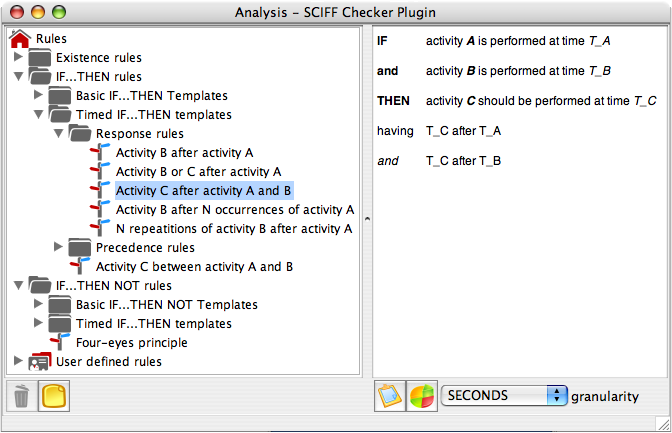 Analysis – SCIFF Checker Plugin
Rules
Existence rules
IF...THEN rules
Basic IF...THEN Templates
Timed IF...THEN templates
Response rules
Activity B after activity A
Activity B or C after activity A
Activity C after activity A and B
Activity B after N occurrences of activity A
N repeatitions of activity B after activity A
Precedence rules
Activity C between activity A and B
IF...THEN NOT rules
Basic IF...THEN NOT Templates
Timed IF...THEN templates
Four-eyes principle
User defined rules
IF activity A is performed at time T_A
and activity B is performed at time T_B
THEN activity C should be performed at time T_C
having T_C after T_A
and T_C after T_B
SECONDS granularity